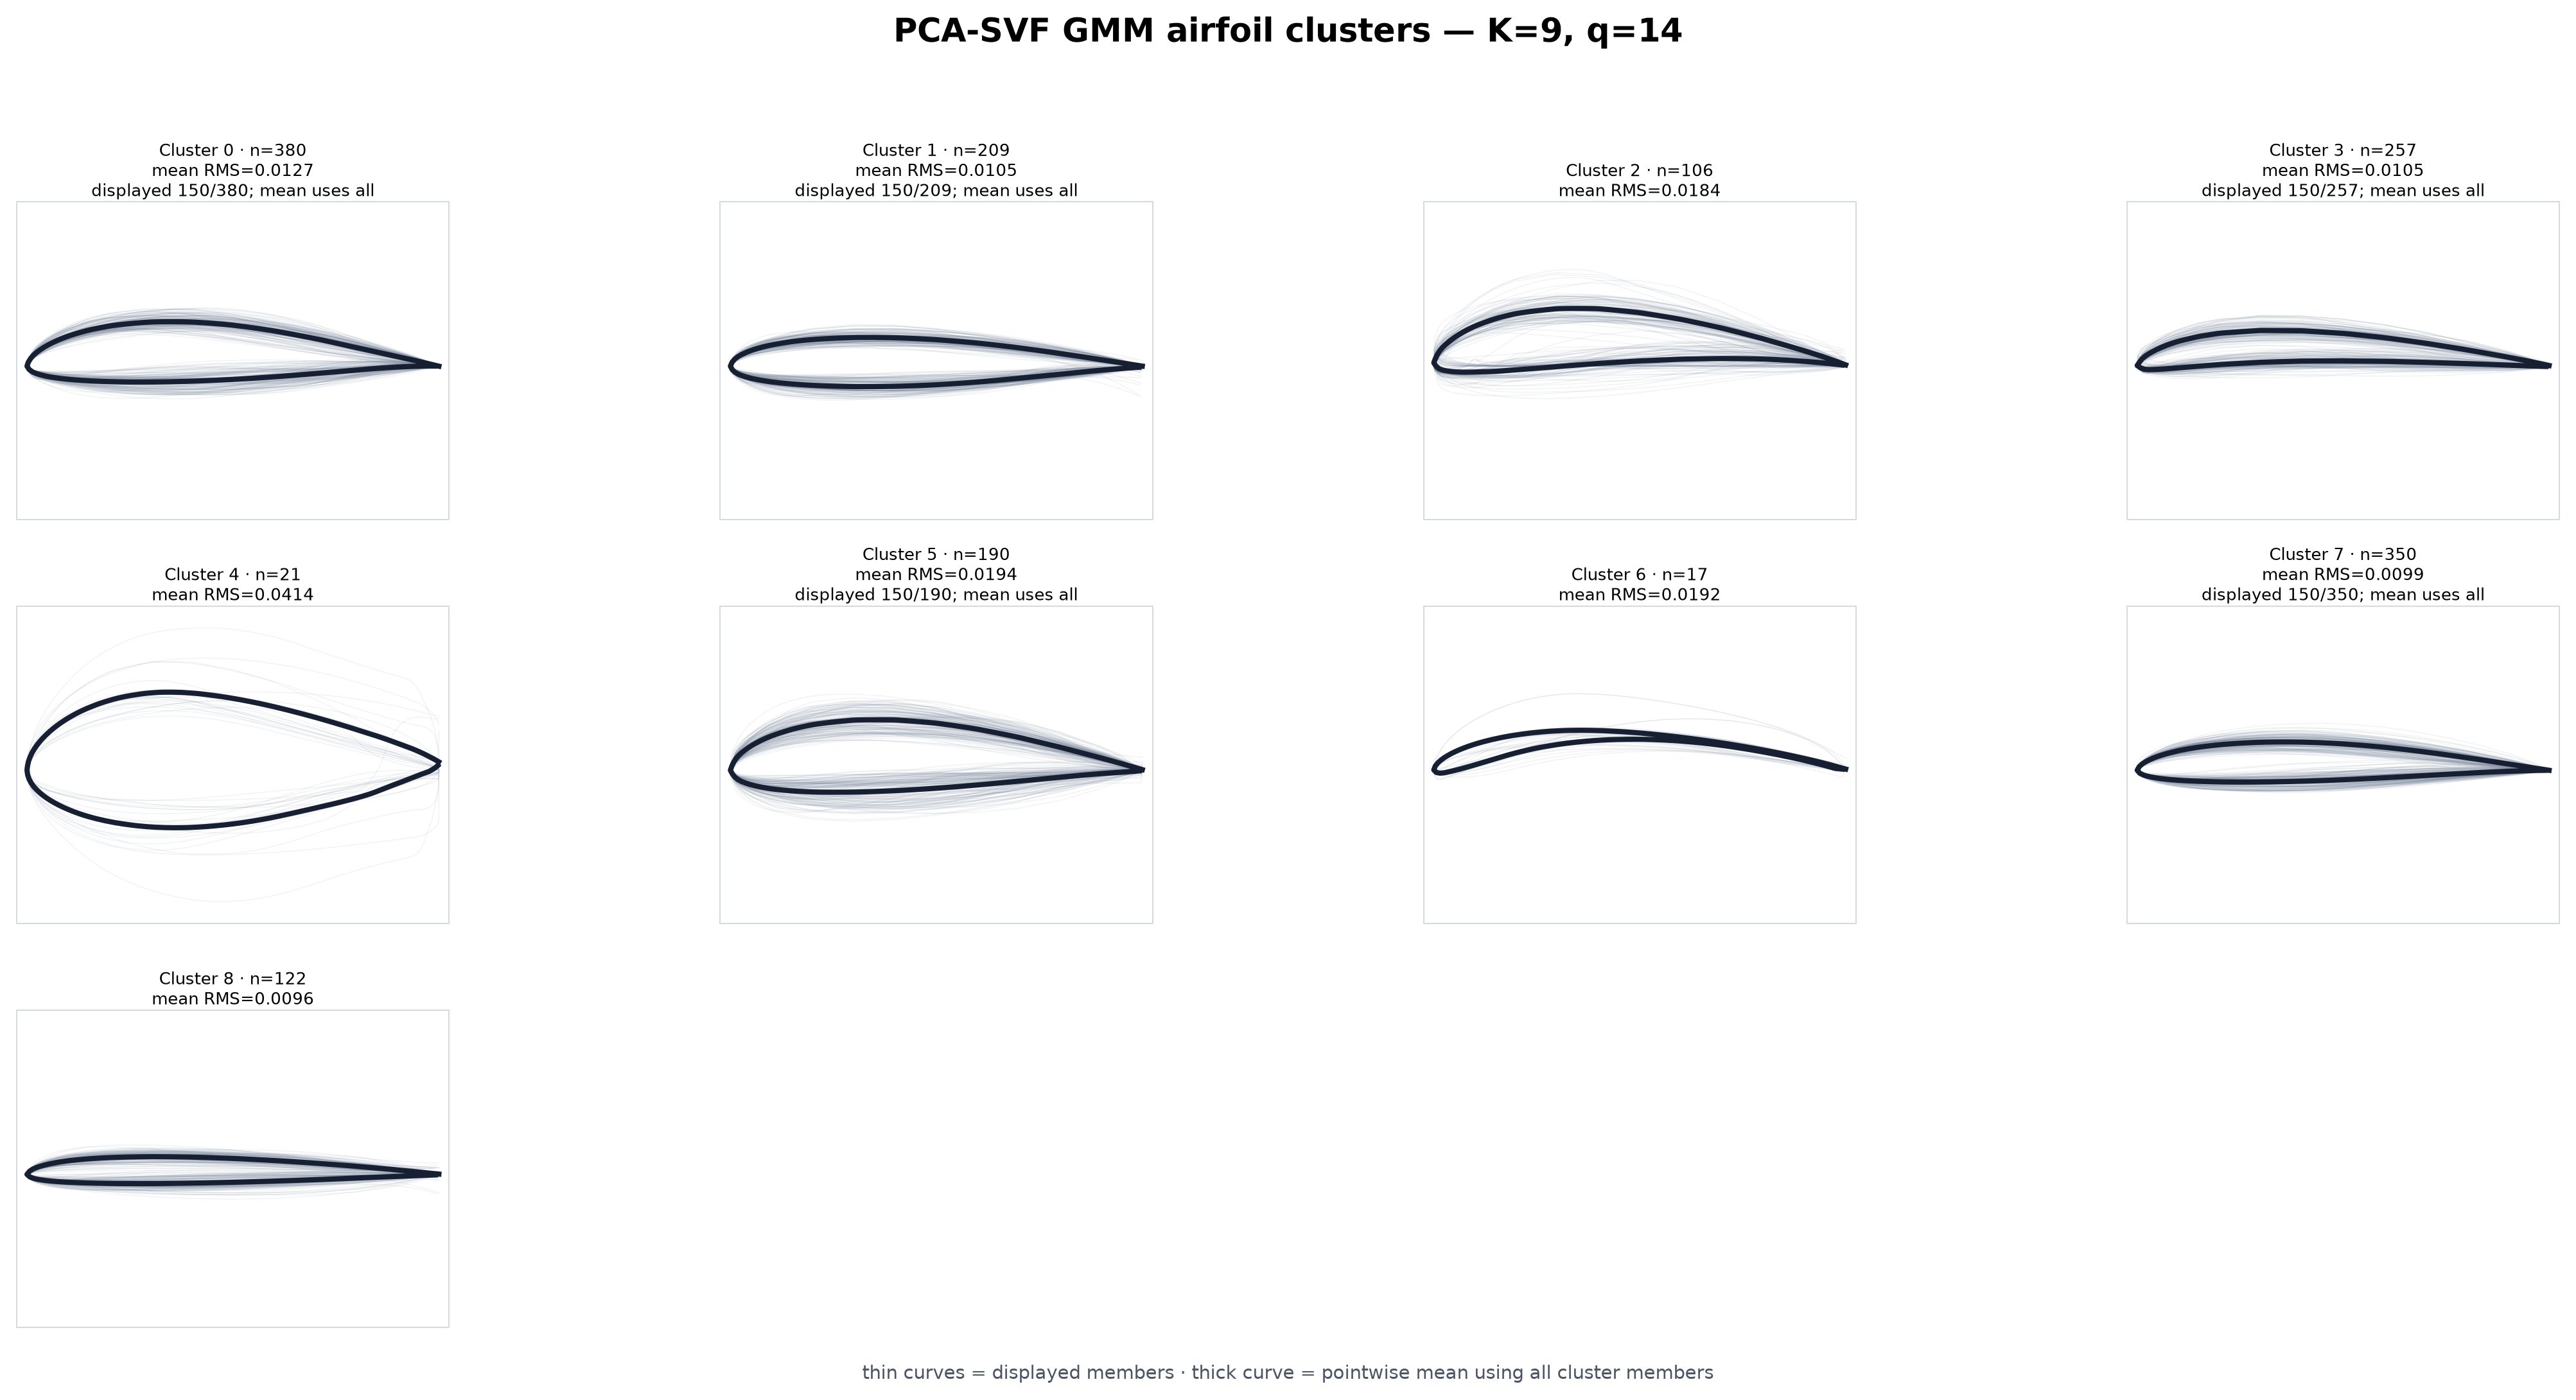 PCA-SVF GMM airfoil clusters — K=9, q=14
Cluster 0 · n=380
mean RMS=0.0127
displayed 150/380; mean uses all
Cluster 1 · n=209
mean RMS=0.0105
displayed 150/209; mean uses all
Cluster 2 · n=106
mean RMS=0.0184
Cluster 3 · n=257
mean RMS=0.0105
displayed 150/257; mean uses all
Cluster 4 · n=21
mean RMS=0.0414
Cluster 5 · n=190
mean RMS=0.0194
displayed 150/190; mean uses all
Cluster 6 · n=17
mean RMS=0.0192
Cluster 7 · n=350
mean RMS=0.0099
displayed 150/350; mean uses all
Cluster 8 · n=122
mean RMS=0.0096
thin curves = displayed members · thick curve = pointwise mean using all cluster members